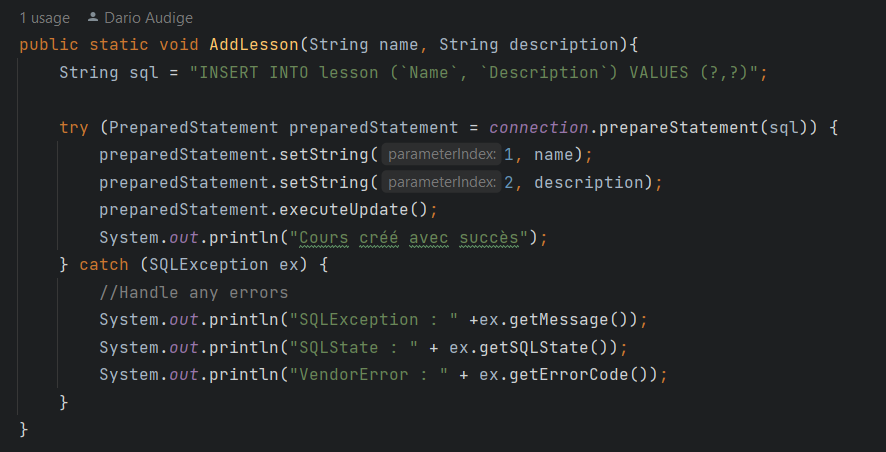 1 usage Dario Audige
public static void AddLesson(String name, String description){
String sql = "INSERT INTO lesson (`Name`, `Description`) VALUES (?,?)";
try (PreparedStatement preparedStatement = connection.prepareStatement(sql)) {
preparedStatement.setString( parameterIndex: 1, name);
preparedStatement.setString( parameterIndex: 2, description);
preparedStatement.executeUpdate();
System.out.println("Cours créé avec succès");
} catch (SQLException ex) {
//Handle any errors
System.out.println("SQLException : " +ex.getMessage());
System.out.println("SQLState : " + ex.getSQLState());
System.out.println("VendorError : " + ex.getErrorCode());
}
}